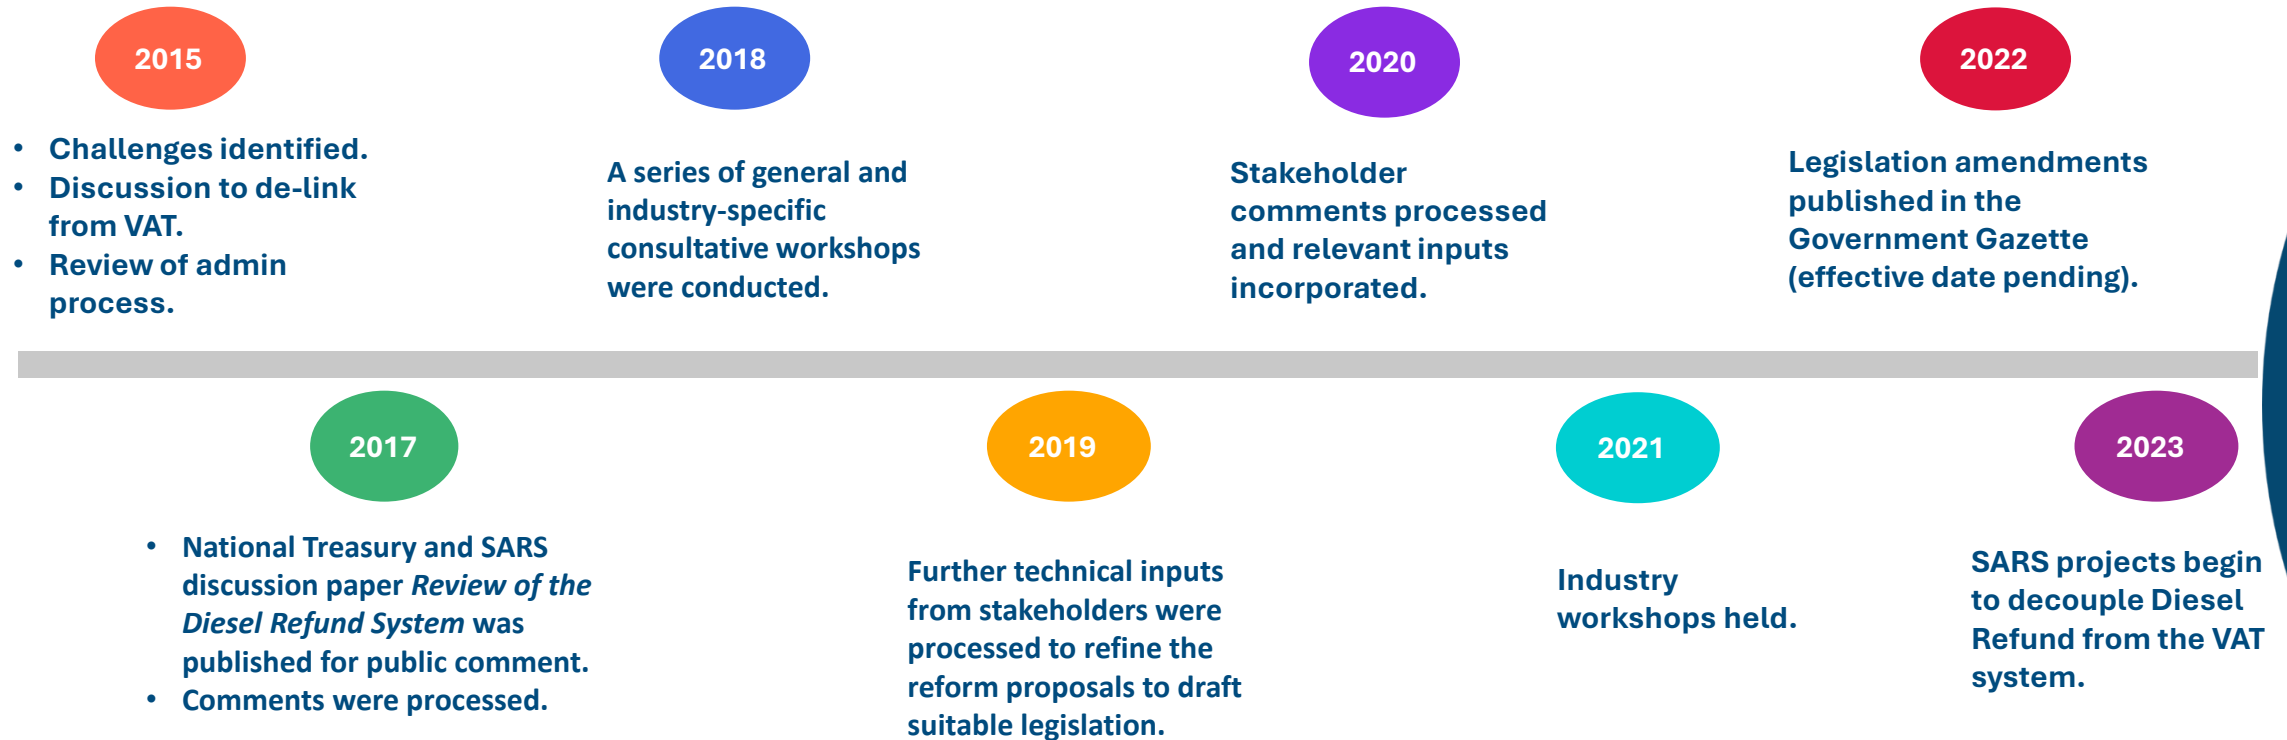 2015
• Challenges identified.
• Discussion to de-link
from VAT.
• Review of admin
process.
2018
A series of general and
industry-specific
consultative workshops
were conducted.
2020
Stakeholder
comments processed
and relevant inputs
incorporated.
2022
Legislation amendments
published in the
Government Gazette
(effective date pending).
2017
• National Treasury and SARS
discussion paper Review of the
Diesel Refund System was
published for public comment.
• Comments were processed.
2019
Further technical inputs
from stakeholders were
processed to refine the
reform proposals to draft
suitable legislation.
2021
Industry
workshops held.
2023
SARS projects begin
to decouple Diesel
Refund from the VAT
system.